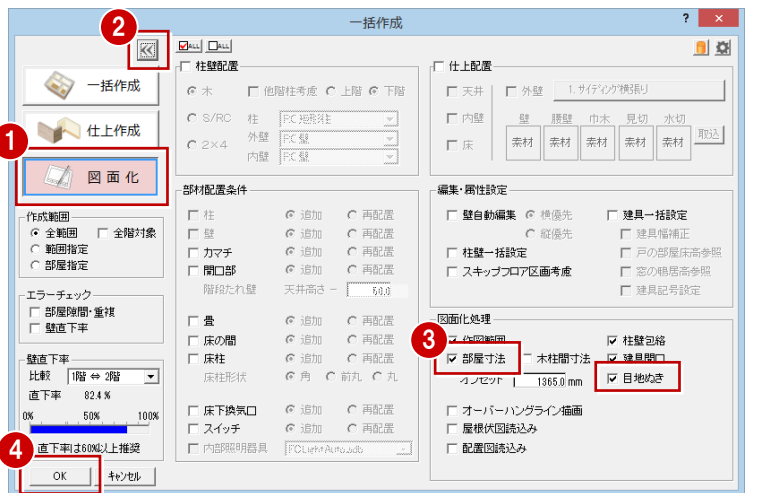 一括作成
? ×
2
ALL ALL
一括作成
仕上作成
1
図面化
作成範囲
全範囲 全階対象
範囲指定
部屋指定
エラーチェック
部屋隙間・重複
壁直下率
壁直下率
比較 1階 ⇔ 2階
直下率 82.4 %
0% 50% 100%
直下率は60%以上推奨
4
OK キャンセル
柱壁配置
木 他階柱考慮 上階 下階
S/RC 柱 RC 矩形柱
2×4 外壁 RC 壁
内壁 RC 壁
部材配置条件
柱 追加 再配置
壁 追加 再配置
カマチ 追加 再配置
開口部 追加 再配置
階段たれ壁 天井高さ − 50.0
畳 追加 再配置
床の間 追加 再配置
床柱 追加 再配置
床柱形状 角 前丸 丸
床下換気口 追加 再配置
スイッチ 追加 再配置
内部照明器具 FCLightAuto.adb
仕上配置
天井 外壁 1. サイディング横張り
内壁 壁 腰壁 巾木 見切 水切
床 素材 素材 素材 素材 素材 取込
編集・属性設定
壁自動編集 横優先 建具一括設定
縦優先 建具幅補正
柱壁一括設定 戸の部屋床高参照
スキップフロア区画考慮 窓の鴨居高参照
建具記号設定
図面化処理
3
作図範囲 柱壁包絡
部屋寸法 木柱間寸法 建具開口
オフセット 1365.0 mm 目地ぬき
オーバーハングライン描画
屋根伏図読込み
配置図読込み